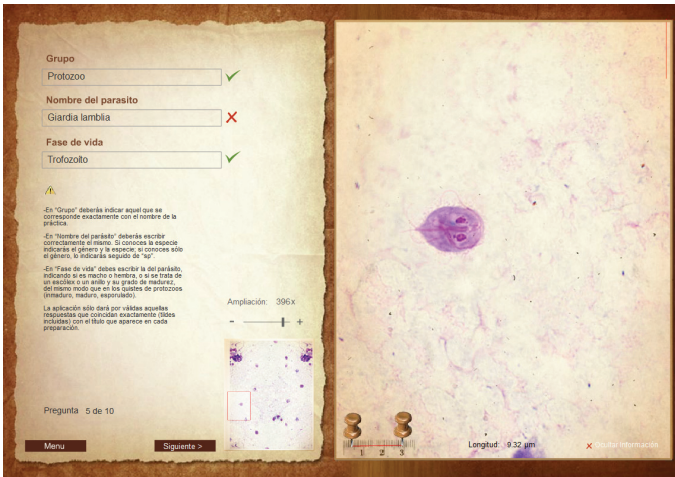 Grupo
Protozoo
Nombre del parasito
Giardia lamblia
Fase de vida
Trofozoíto
-En "Grupo" deberás indicar aquel que se
corresponde exactamente con el nombre de la
práctica.
-En "Nombre del parásito" deberás escribir
correctamente el mismo. Si conoces la especie
indicarás el género y la especie; si conoces sólo
el género, lo indicarás seguido de "sp".
-En "Fase de vida" debes escribir la del parásito,
indicando si es macho o hembra, o si se trata de
un escólex o un anillo y su grado de madurez,
del mismo modo que en los quistes de protozoos
(inmaduro, maduro, esporulado).
La aplicación sólo dará por válidas aquellas
respuestas que coincidan exactamente (tildes
incluidas) con el título que aparece en cada
preparación.
Ampliación: 396x
- +
Pregunta 5 de 10
Menu
Siguiente >
1 2 3
Longitud: 9.32 µm
Ocultar información